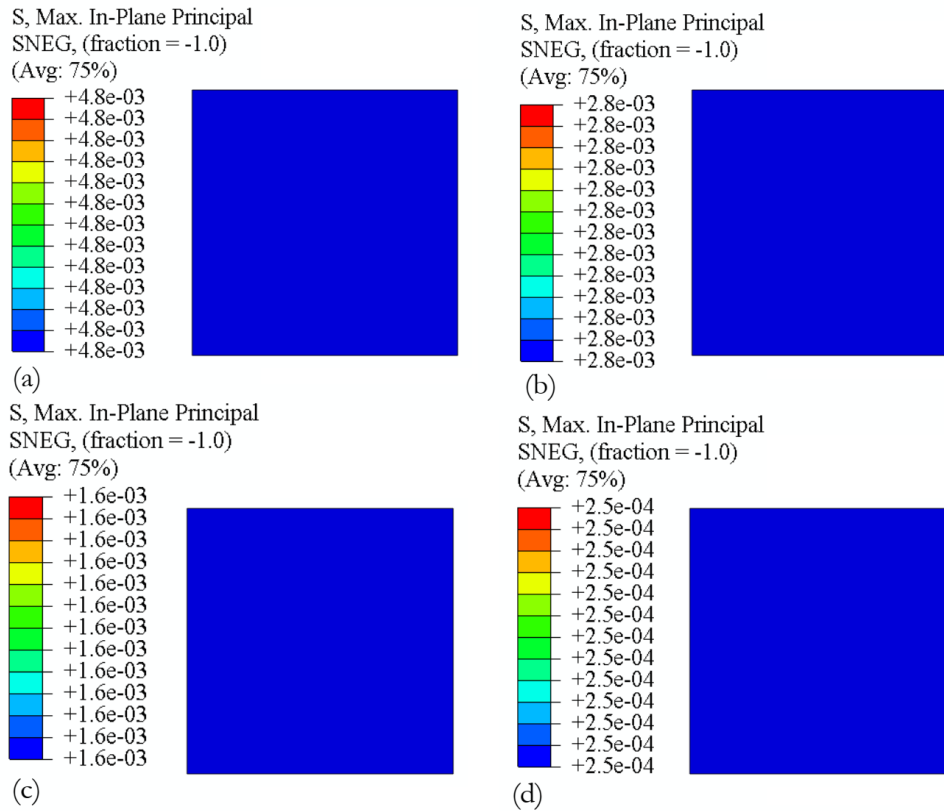 S, Max. In-Plane Principal
SNEG, (fraction = -1.0)
(Avg: 75%)
+4.8e-03
+4.8e-03
+4.8e-03
+4.8e-03
+4.8e-03
+4.8e-03
+4.8e-03
+4.8e-03
+4.8e-03
+4.8e-03
+4.8e-03
+4.8e-03
+4.8e-03
(a)
S, Max. In-Plane Principal
SNEG, (fraction = -1.0)
(Avg: 75%)
+2.8e-03
+2.8e-03
+2.8e-03
+2.8e-03
+2.8e-03
+2.8e-03
+2.8e-03
+2.8e-03
+2.8e-03
+2.8e-03
+2.8e-03
+2.8e-03
+2.8e-03
(b)
S, Max. In-Plane Principal
SNEG, (fraction = -1.0)
(Avg: 75%)
+1.6e-03
+1.6e-03
+1.6e-03
+1.6e-03
+1.6e-03
+1.6e-03
+1.6e-03
+1.6e-03
+1.6e-03
+1.6e-03
+1.6e-03
+1.6e-03
+1.6e-03
(c)
S, Max. In-Plane Principal
SNEG, (fraction = -1.0)
(Avg: 75%)
+2.5e-04
+2.5e-04
+2.5e-04
+2.5e-04
+2.5e-04
+2.5e-04
+2.5e-04
+2.5e-04
+2.5e-04
+2.5e-04
+2.5e-04
+2.5e-04
+2.5e-04
(d)